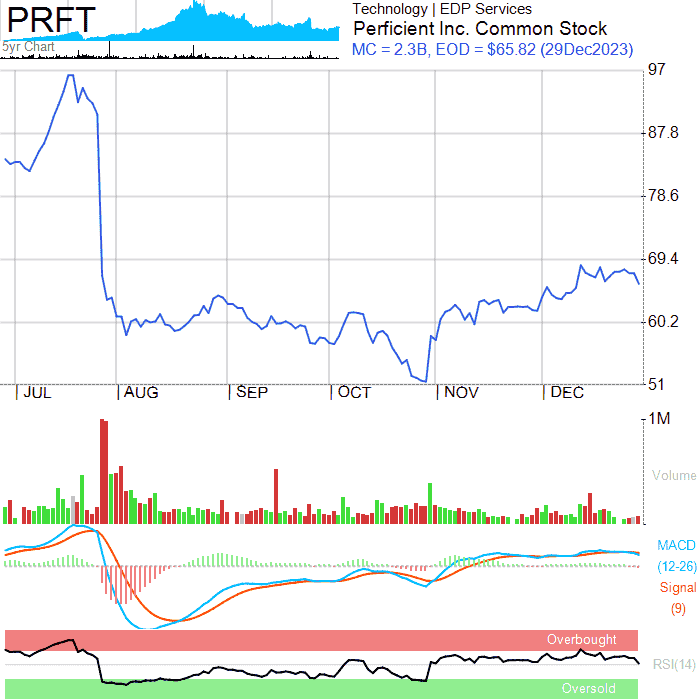 PRFT
5yr Chart
Technology | EDP Services
Perficient Inc. Common Stock
MC = 2.3B, EOD = $65.82 (29Dec2023)
97
87.8
78.6
69.4
60.2
51
|JUL |AUG |SEP |OCT |NOV |DEC
1M
Volume
MACD
(12-26)
Signal
(9)
Overbought
RSI(14)
Oversold